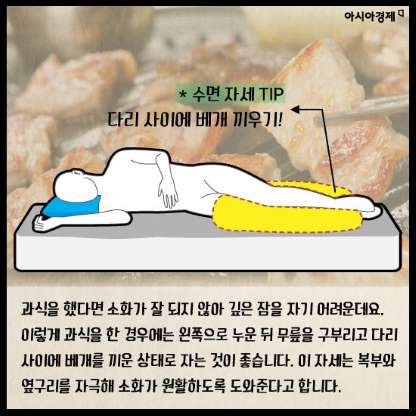 아시아경제
* 수면 자세 TIP
다리 사이에 베개 끼우기!
과식을 했다면 소화가 잘 되지 않아 깊은 잠을 자기 어려운데요.
이렇게 과식을 한 경우에는 왼쪽으로 누운 뒤 무릎을 구부리고 다리
사이에 베개를 끼운 상태로 자는 것이 좋습니다. 이 자세는 복부와
옆구리를 자극해 소화가 원활하도록 도와준다고 합니다.